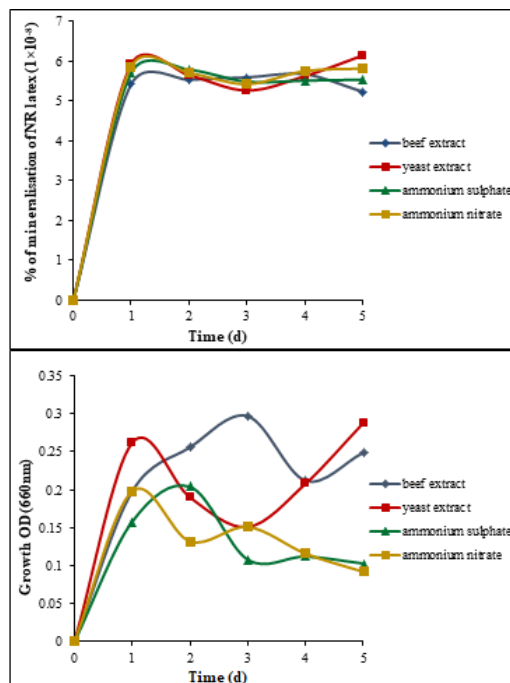 % of mineralisation of NR latex (1×10⁻⁸)
7
6
5
4
3
2
1
0
0 1 2 3 4 5
Time (d)
beef extract
yeast extract
ammonium sulphate
ammonium nitrate
Growth OD (660nm)
0.35
0.3
0.25
0.2
0.15
0.1
0.05
0
0 1 2 3 4 5
Time (d)
beef extract
yeast extract
ammonium sulphate
ammonium nitrate